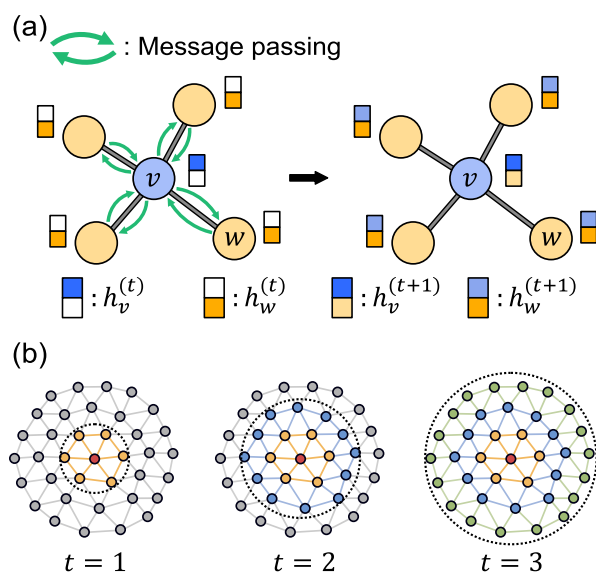 (a)
: Message passing
v
w
v
w
: h_v^{(t)}
: h_w^{(t)}
: h_v^{(t+1)}
: h_w^{(t+1)}
(b)
t = 1
t = 2
t = 3